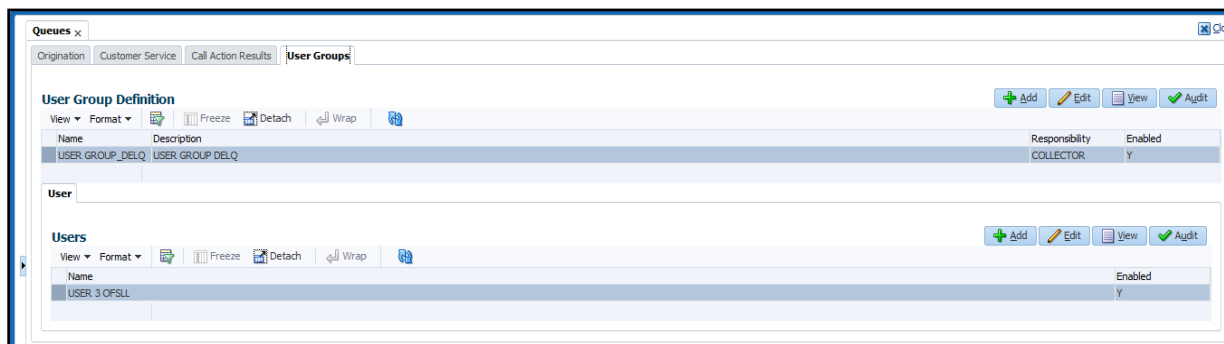 Queues x
Clo
Origination Customer Service Call Action Results User Groups
User Group Definition
Add Edit View Audit
View Format Freeze Detach Wrap
Name Description Responsibility Enabled
USER GROUP_DELQ USER GROUP DELQ COLLECTOR Y
User
Users
Add Edit View Audit
View Format Freeze Detach Wrap
Name Enabled
USER 3 OFSLL Y